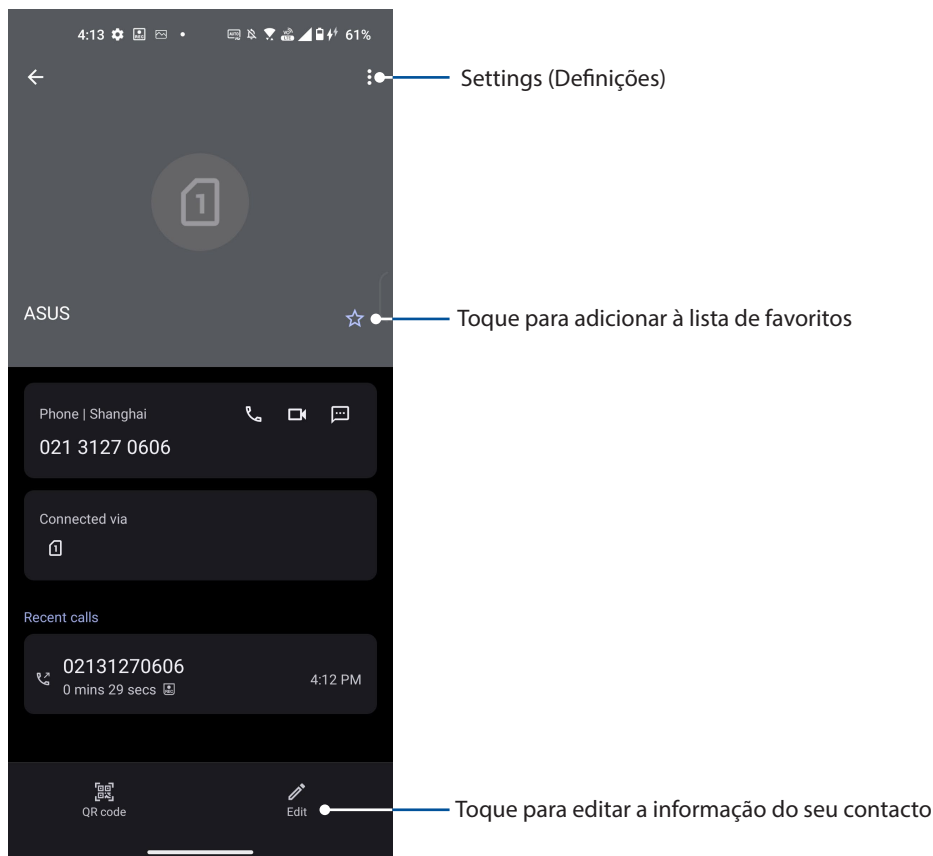 4:13 61%
Settings (Definições)
1
ASUS
Toque para adicionar à lista de favoritos
Phone | Shanghai
021 3127 0606
Connected via
1
Recent calls
02131270606
0 mins 29 secs
4:12 PM
QR code
Edit
Toque para editar a informação do seu contacto